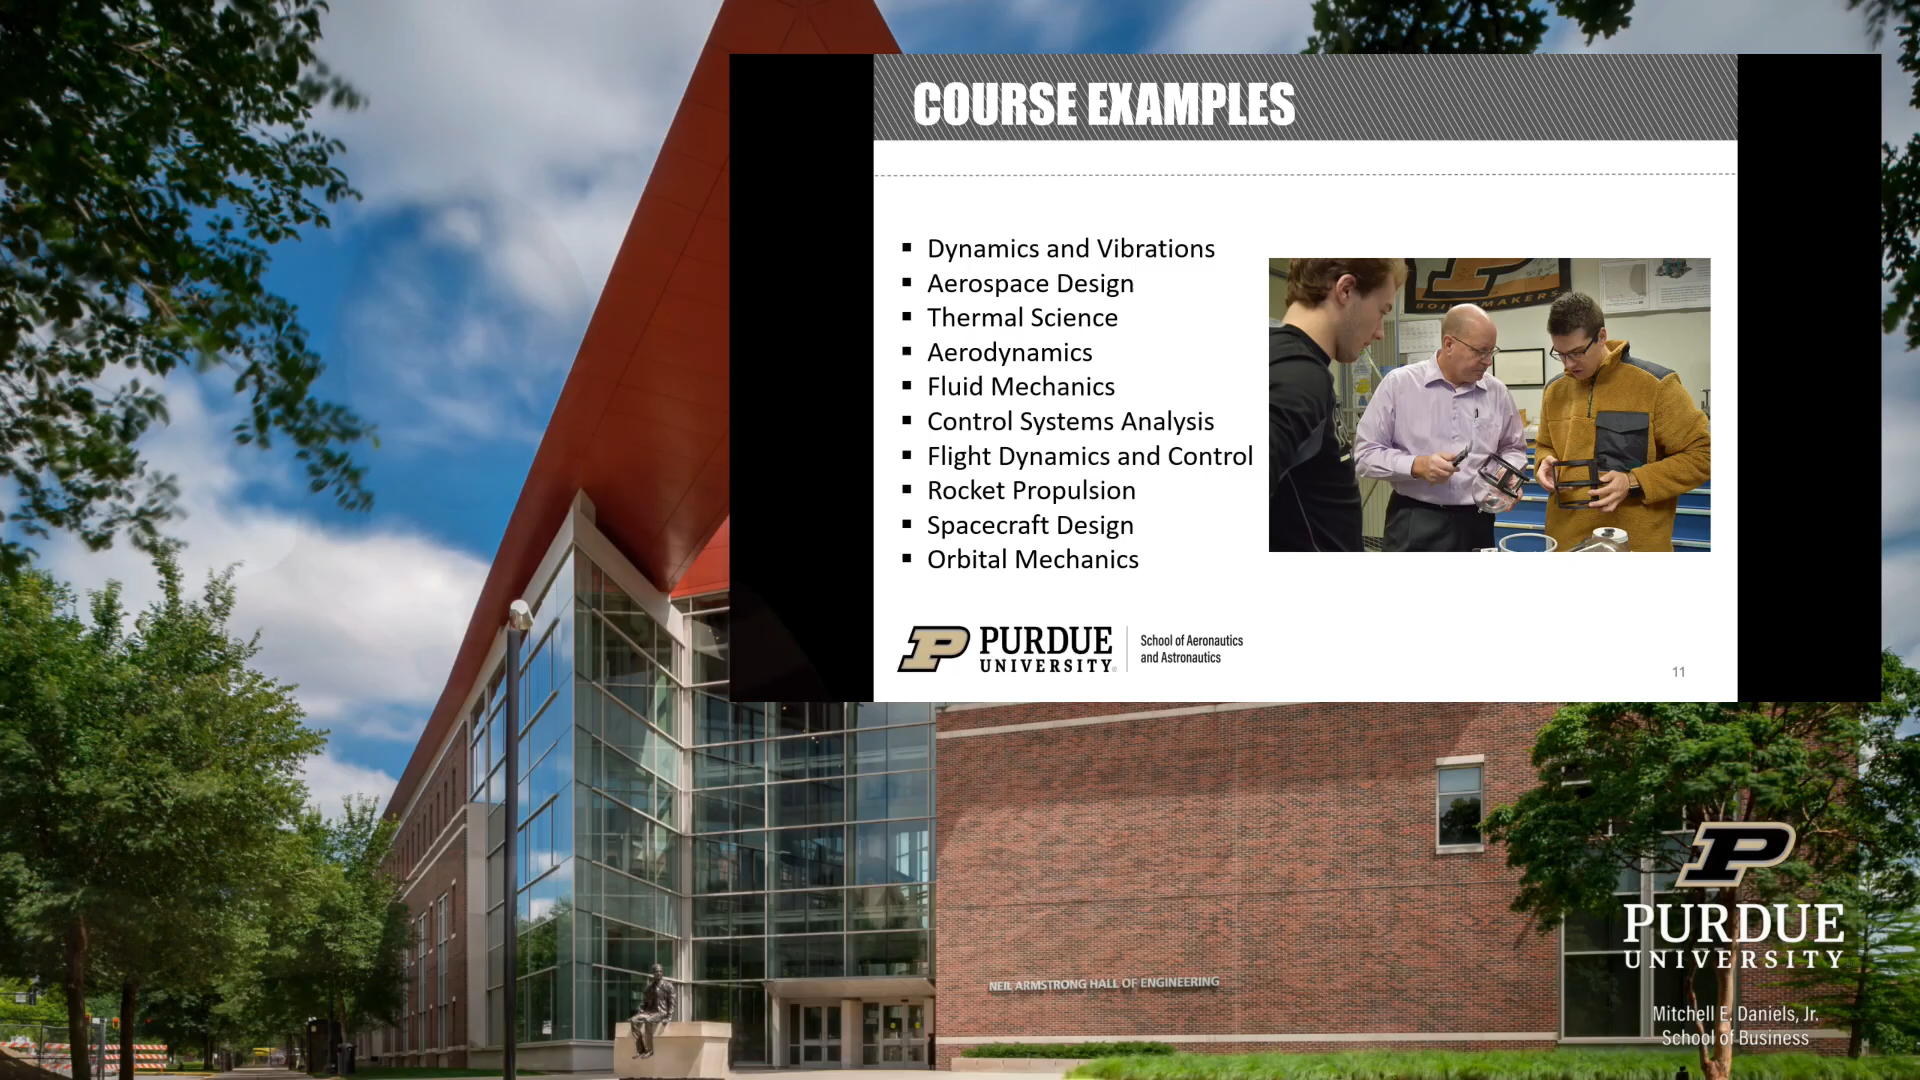 COURSE EXAMPLES
▪ Dynamics and Vibrations
▪ Aerospace Design
▪ Thermal Science
▪ Aerodynamics
▪ Fluid Mechanics
▪ Control Systems Analysis
▪ Flight Dynamics and Control
▪ Rocket Propulsion
▪ Spacecraft Design
▪ Orbital Mechanics
BOILERMAKERS
P PURDUE
UNIVERSITY®
School of Aeronautics
and Astronautics
11
NEIL ARMSTRONG HALL OF ENGINEERING
P
PURDUE
UNIVERSITY
Mitchell E. Daniels, Jr.
School of Business